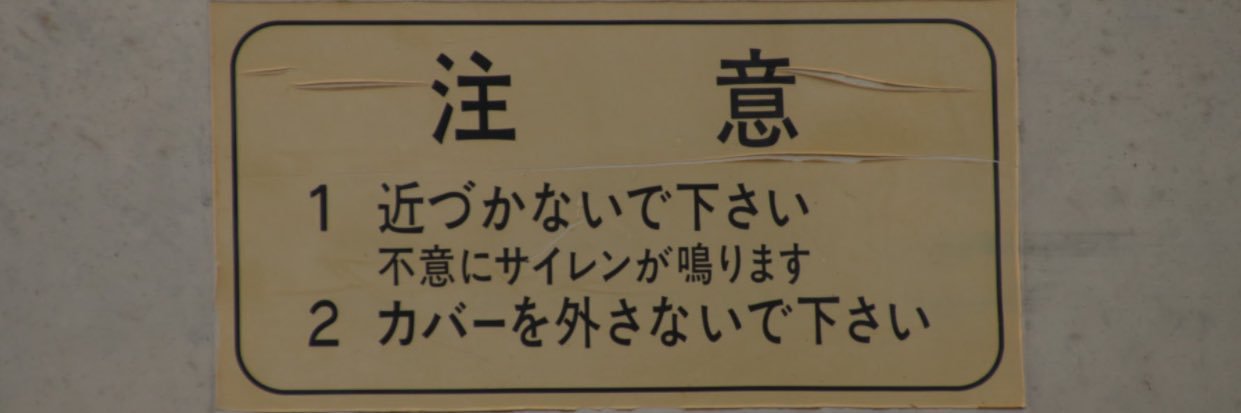 注意
1 近づかないで下さい
不意にサイレンが鳴ります
2 カバーを外さないで下さい